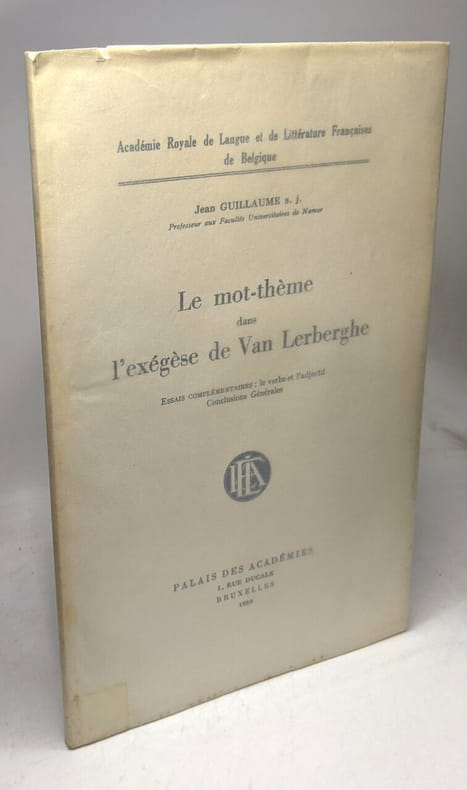 Académie Royale de Langue et de Littérature Françaises
de Belgique
Jean GUILLAUME s. j.
Professeur aux Facultés Universitaires de Namur
Le mot-thème
dans
l'exégèse de Van Lerberghe
ESSAIS COMPLÉMENTAIRES : le verbe et l'adjectif
Conclusions Générales
PALAIS DES ACADÉMIES
1, RUE DUCALE
BRUXELLES